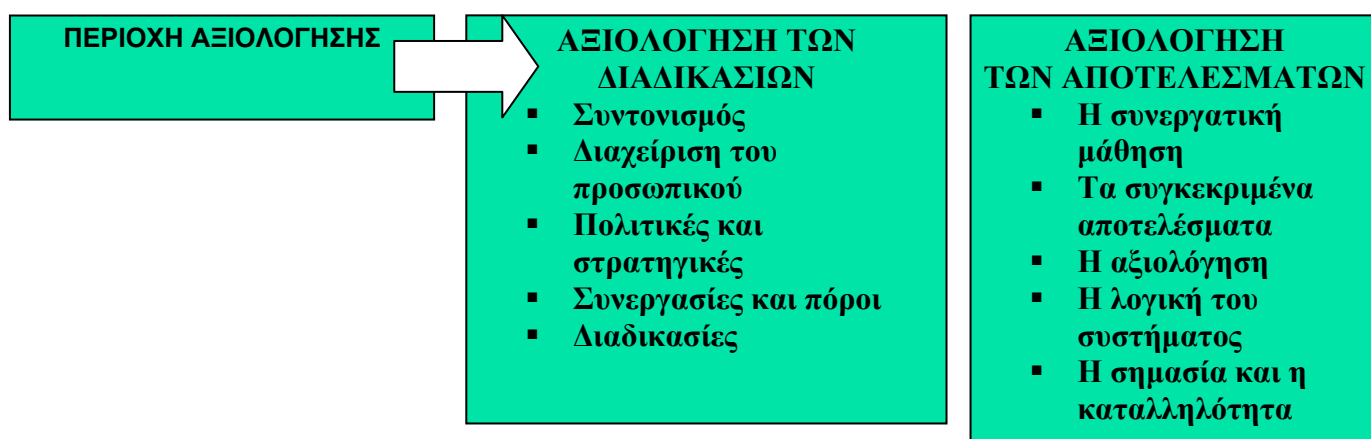 ΠΕΡΙΟΧΗ ΑΞΙΟΛΟΓΗΣΗΣ
ΑΞΙΟΛΟΓΗΣΗ ΤΩΝ
ΔΙΑΔΙΚΑΣΙΩΝ
▪ Συντονισμός
▪ Διαχείριση του
προσωπικού
▪ Πολιτικές και
στρατηγικές
▪ Συνεργασίες και πόροι
▪ Διαδικασίες
ΑΞΙΟΛΟΓΗΣΗ
ΤΩΝ ΑΠΟΤΕΛΕΣΜΑΤΩΝ
▪ Η συνεργατική
μάθηση
▪ Τα συγκεκριμένα
αποτελέσματα
▪ Η αξιολόγηση
▪ Η λογική του
συστήματος
▪ Η σημασία και η
καταλληλότητα